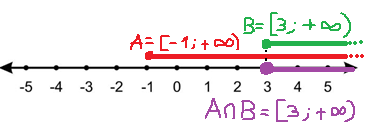 B=[3;+∞)
A=[-1;+∞)
-5 -4 -3 -2 -1 0 1 2 3 4 5
A∩B=[3;+∞)